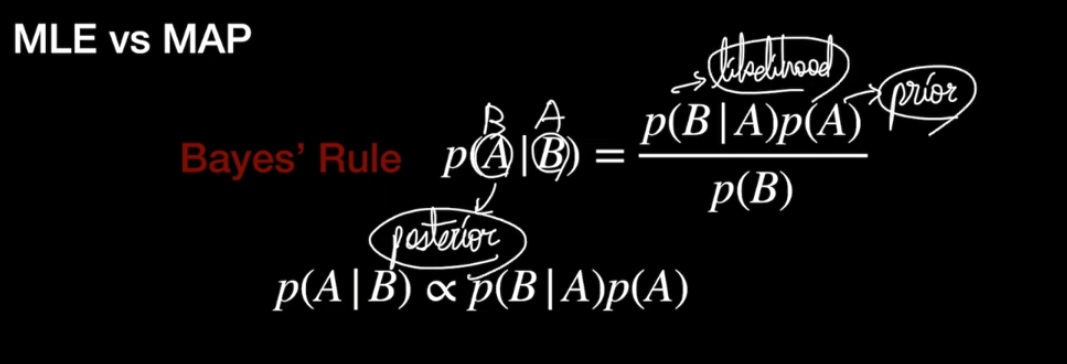 MLE vs MAP
likelihood
prior
B A
Bayes' Rule p(A|B) = p(B|A)p(A) / p(B)
posterior
p(A|B) ∝ p(B|A)p(A)